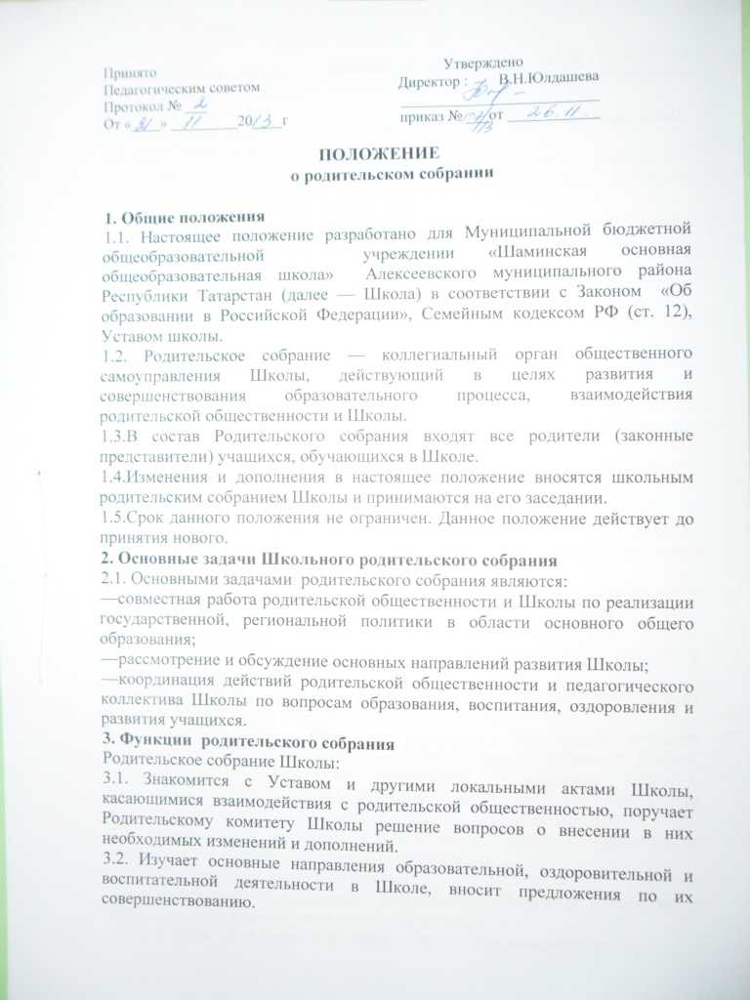 Принято
Педагогическим советом
Протокол № 2
От «21» 11 2013г
Утверждено
Директор : В.Н.Юлдашева
приказ № от 26.11.
ПОЛОЖЕНИЕ
о родительском собрании
1. Общие положения
1.1. Настоящее положение разработано для Муниципальной бюджетной
общеобразовательной учреждении «Шаминская основная
общеобразовательная школа» Алексеевского муниципального района
Республики Татарстан (далее — Школа) в соответствии с Законом «Об
образовании в Российской Федерации», Семейным кодексом РФ (ст. 12),
Уставом школы.
1.2. Родительское собрание — коллегиальный орган общественного
самоуправления Школы, действующий в целях развития и
совершенствования образовательного процесса, взаимодействия
родительской общественности и Школы.
1.3.В состав Родительского собрания входят все родители (законные
представители) учащихся, обучающихся в Школе.
1.4.Изменения и дополнения в настоящее положение вносятся школьным
родительским собранием Школы и принимаются на его заседании.
1.5.Срок данного положения не ограничен. Данное положение действует до
принятия нового.
2. Основные задачи Школьного родительского собрания
2.1. Основными задачами родительского собрания являются:
—совместная работа родительской общественности и Школы по реализации
государственной, региональной политики в области основного общего
образования;
—рассмотрение и обсуждение основных направлений развития Школы;
—координация действий родительской общественности и педагогического
коллектива Школы по вопросам образования, воспитания, оздоровления и
развития учащихся.
3. Функции родительского собрания
Родительское собрание Школы:
3.1. Знакомится с Уставом и другими локальными актами Школы,
касающимися взаимодействия с родительской общественностью, поручает
Родительскому комитету Школы решение вопросов о внесении в них
необходимых изменений и дополнений.
3.2. Изучает основные направления образовательной, оздоровительной и
воспитательной деятельности в Школе, вносит предложения по их
совершенствованию.